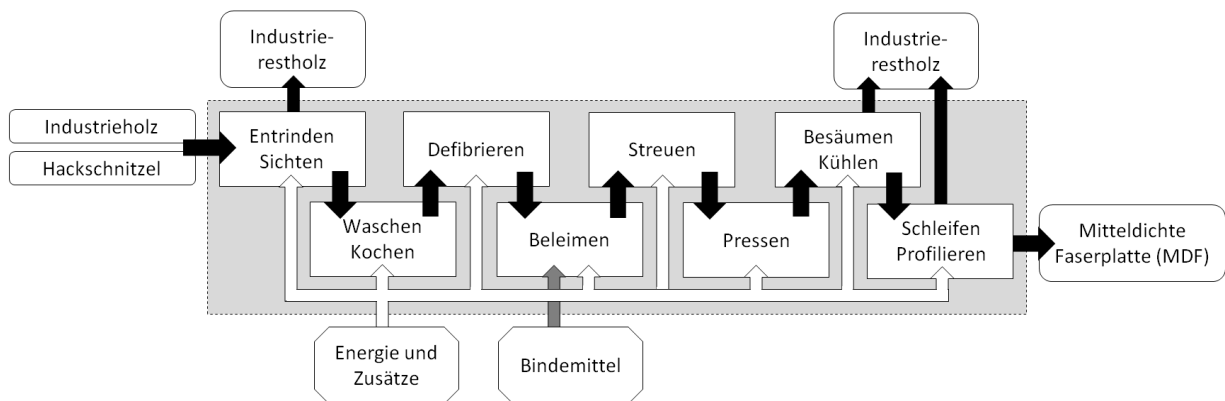 Industrie-
restholz
Industrie-
restholz
Industrieholz
Hackschnitzel
Entrinden
Sichten
Defibrieren
Streuen
Besäumen
Kühlen
Waschen
Kochen
Beleimen
Pressen
Schleifen
Profilieren
Mitteldichte
Faserplatte (MDF)
Energie und
Zusätze
Bindemittel